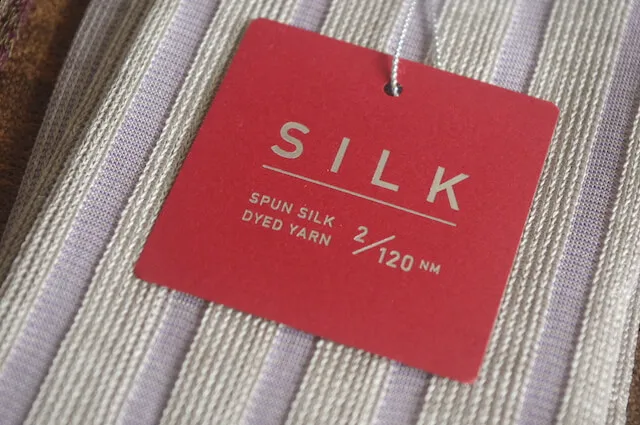 SILK
SPUN SILK
DYED YARN 2/120 NM